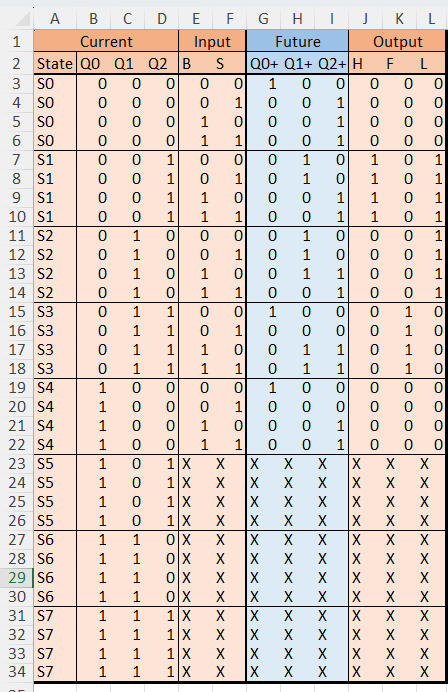 A B C D E F G H I J K L
1 Current Input Future Output
2 State Q0 Q1 Q2 B S Q0+ Q1+ Q2+ H F L
3 S0 0 0 0 0 0 1 0 0 0 0 0
4 S0 0 0 0 0 1 0 0 1 0 0 0
5 S0 0 0 0 1 0 0 0 1 0 0 0
6 S0 0 0 0 1 1 0 0 1 0 0 0
7 S1 0 0 1 0 0 0 1 0 1 0 1
8 S1 0 0 1 0 1 0 1 0 1 0 1
9 S1 0 0 1 1 0 0 0 1 1 0 1
10 S1 0 0 1 1 1 0 0 1 1 0 1
11 S2 0 1 0 0 0 0 1 0 0 0 1
12 S2 0 1 0 0 1 0 1 0 0 0 1
13 S2 0 1 0 1 0 0 1 1 0 0 1
14 S2 0 1 0 1 1 0 0 1 0 0 1
15 S3 0 1 1 0 0 1 0 0 0 1 0
16 S3 0 1 1 0 1 0 0 0 0 1 0
17 S3 0 1 1 1 0 0 1 1 0 1 0
18 S3 0 1 1 1 1 0 1 1 0 1 0
19 S4 1 0 0 0 0 1 0 0 0 0 0
20 S4 1 0 0 0 1 0 0 0 0 0 0
21 S4 1 0 0 1 0 0 0 1 0 0 0
22 S4 1 0 0 1 1 0 0 1 0 0 0
23 S5 1 0 1 X X X X X X X X
24 S5 1 0 1 X X X X X X X X
25 S5 1 0 1 X X X X X X X X
26 S5 1 0 1 X X X X X X X X
27 S6 1 1 0 X X X X X X X X
28 S6 1 1 0 X X X X X X X X
29 S6 1 1 0 X X X X X X X X
30 S6 1 1 0 X X X X X X X X
31 S7 1 1 1 X X X X X X X X
32 S7 1 1 1 X X X X X X X X
33 S7 1 1 1 X X X X X X X X
34 S7 1 1 1 X X X X X X X X